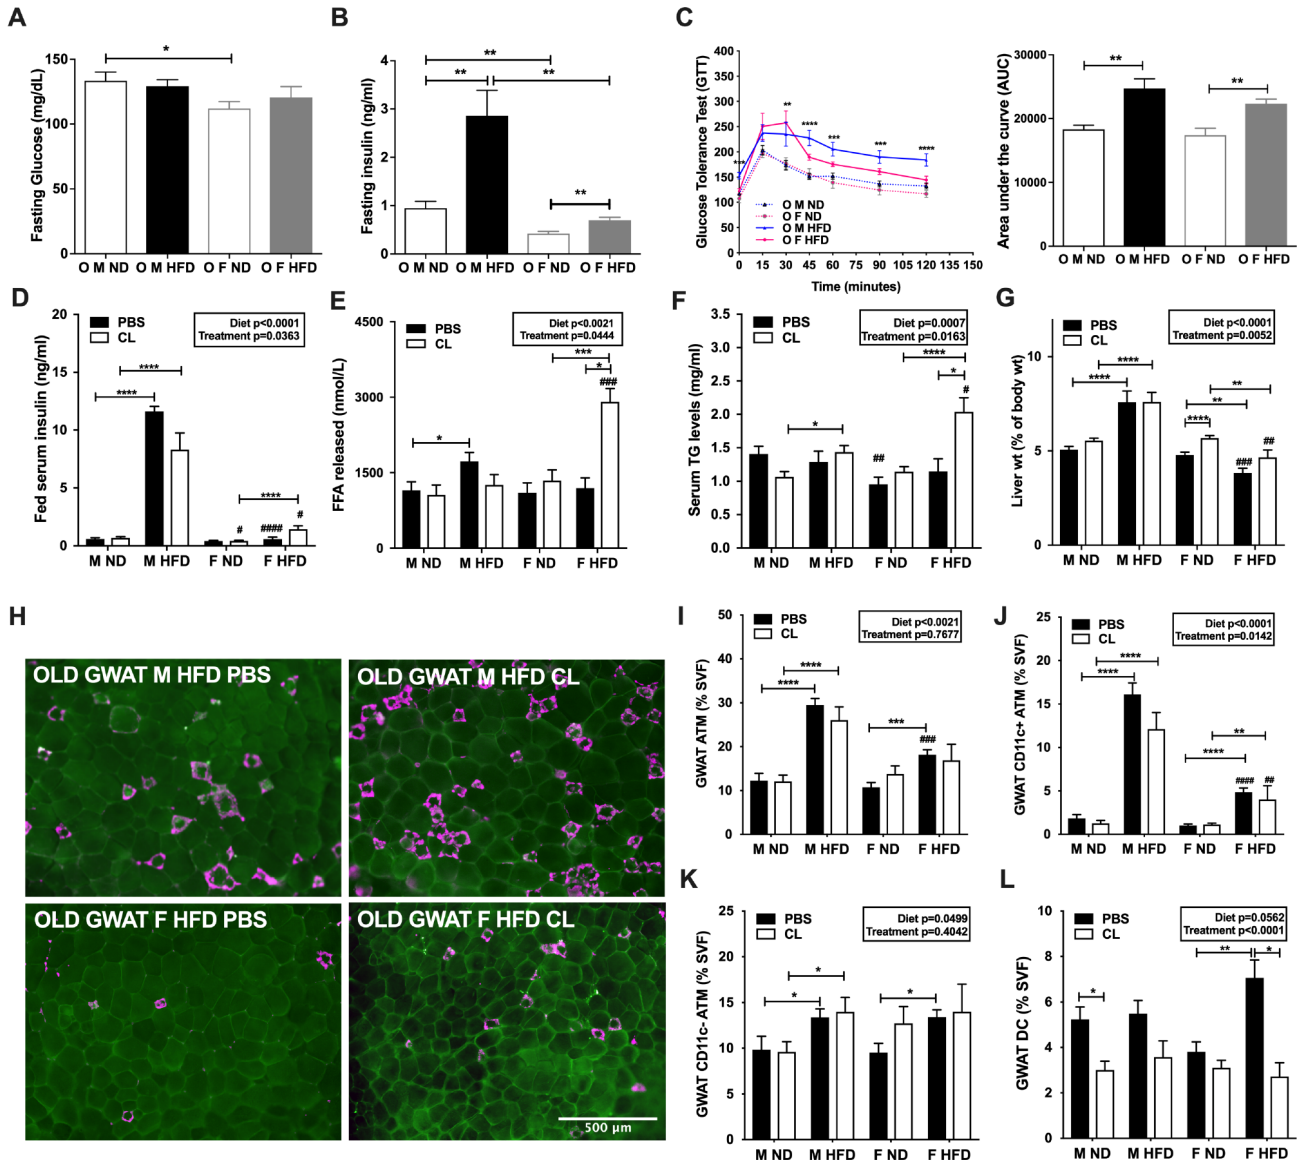 A
Fasting Glucose (mg/dL)
150
100
50
0
*
O M ND
O M HFD
O F ND
O F HFD
B
Fasting insulin (ng/ml)
4
3
2
1
0
**
**
**
**
O M ND
O M HFD
O F ND
O F HFD
C
Glucose Tolerance Test (GTT)
400
350
300
250
200
150
100
50
0
***
**
****
***
***
****
O M ND
O F ND
O M HFD
O F HFD
0 15 30 45 60 75 90 105 120 135 150
Time (minutes)
Area under the curve (AUC)
30000
20000
10000
0
**
**
O M ND
O M HFD
O F ND
O F HFD
D
Fed serum insulin (ng/ml)
20
15
10
5
0
PBS
CL
Diet p<0.0001
Treatment p=0.0363
****
****
****
#
####
#
M ND
M HFD
F ND
F HFD
E
FFA released (nmol/L)
4500
3000
1500
0
PBS
CL
Diet p<0.0021
Treatment p=0.0444
***
*
###
*
M ND
M HFD
F ND
F HFD
F
Serum TG levels (mg/ml)
3.5
3.0
2.5
2.0
1.5
1.0
0.5
0.0
PBS
CL
Diet p=0.0007
Treatment p=0.0163
****
*
#
*
##
M ND
M HFD
F ND
F HFD
G
Liver wt (% of body wt)
10
5
0
PBS
CL
Diet p<0.0001
Treatment p=0.0052
****
****
**
**
****
###
##
M ND
M HFD
F ND
F HFD
H
OLD GWAT M HFD PBS
OLD GWAT M HFD CL
OLD GWAT F HFD PBS
OLD GWAT F HFD CL
500 µm
I
GWAT ATM (% SVF)
50
40
30
20
10
0
PBS
CL
Diet p<0.0021
Treatment p=0.7677
****
****
***
###
M ND
M HFD
F ND
F HFD
J
GWAT CD11c+ ATM (% SVF)
25
20
15
10
5
0
PBS
CL
Diet p<0.0001
Treatment p=0.0142
****
****
**
****
####
##
M ND
M HFD
F ND
F HFD
K
GWAT CD11c- ATM (% SVF)
25
20
15
10
5
0
PBS
CL
Diet p=0.0499
Treatment p=0.4042
*
*
*
M ND
M HFD
F ND
F HFD
L
GWAT DC (% SVF)
10
8
6
4
2
0
PBS
CL
Diet p=0.0562
Treatment p<0.0001
*
**
*
M ND
M HFD
F ND
F HFD